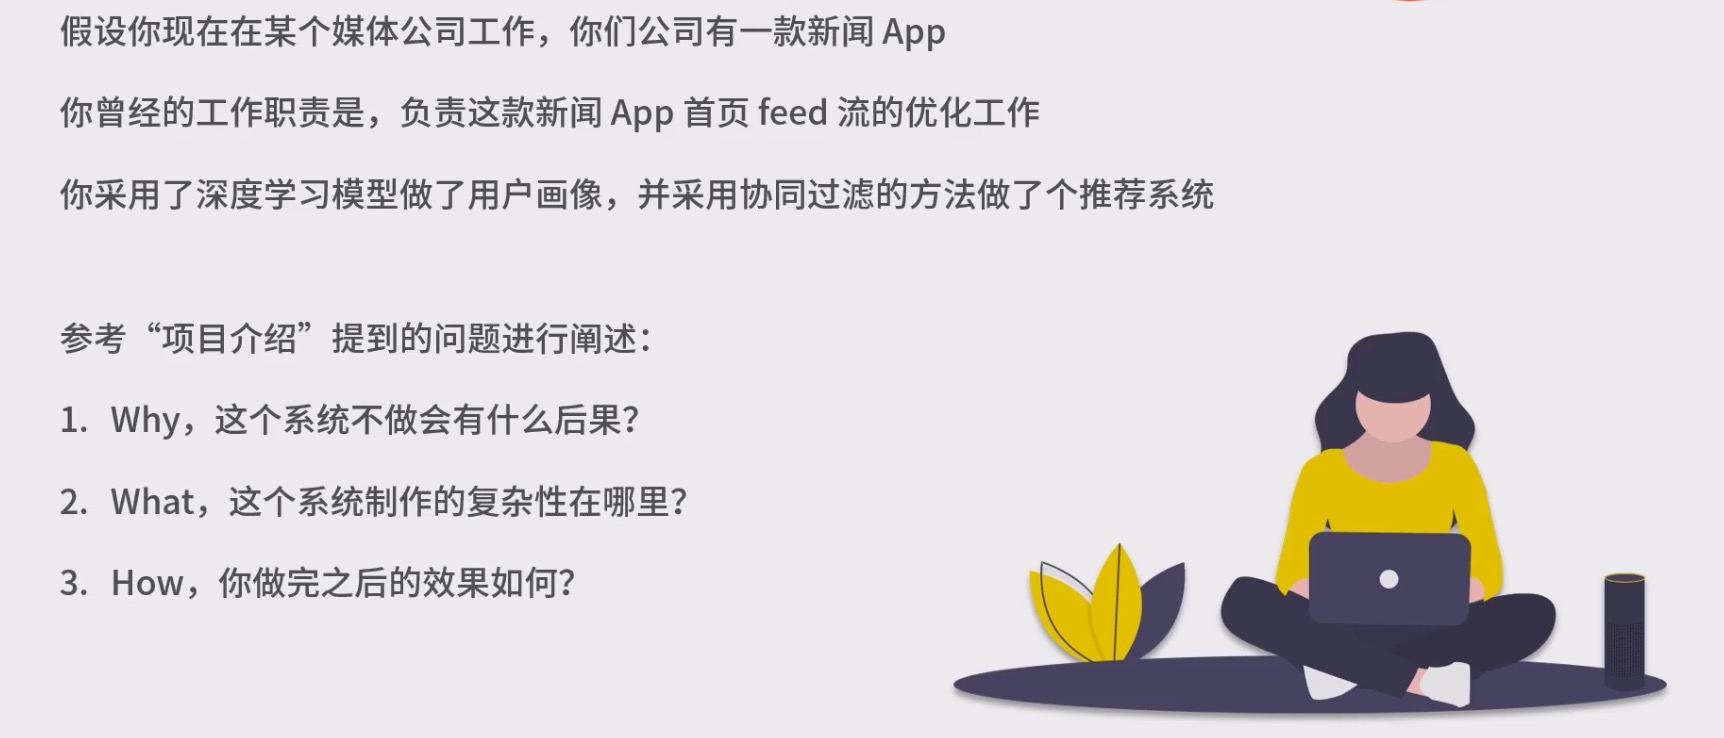 假设你现在在某个媒体公司工作，你们公司有一款新闻 App
你曾经的工作职责是，负责这款新闻 App 首页 feed 流的优化工作
你采用了深度学习模型做了用户画像，并采用协同过滤的方法做了个推荐系统
参考“项目介绍”提到的问题进行阐述：
1. Why，这个系统不做会有什么后果？
2. What，这个系统制作的复杂性在哪里？
3. How，你做完之后的效果如何？